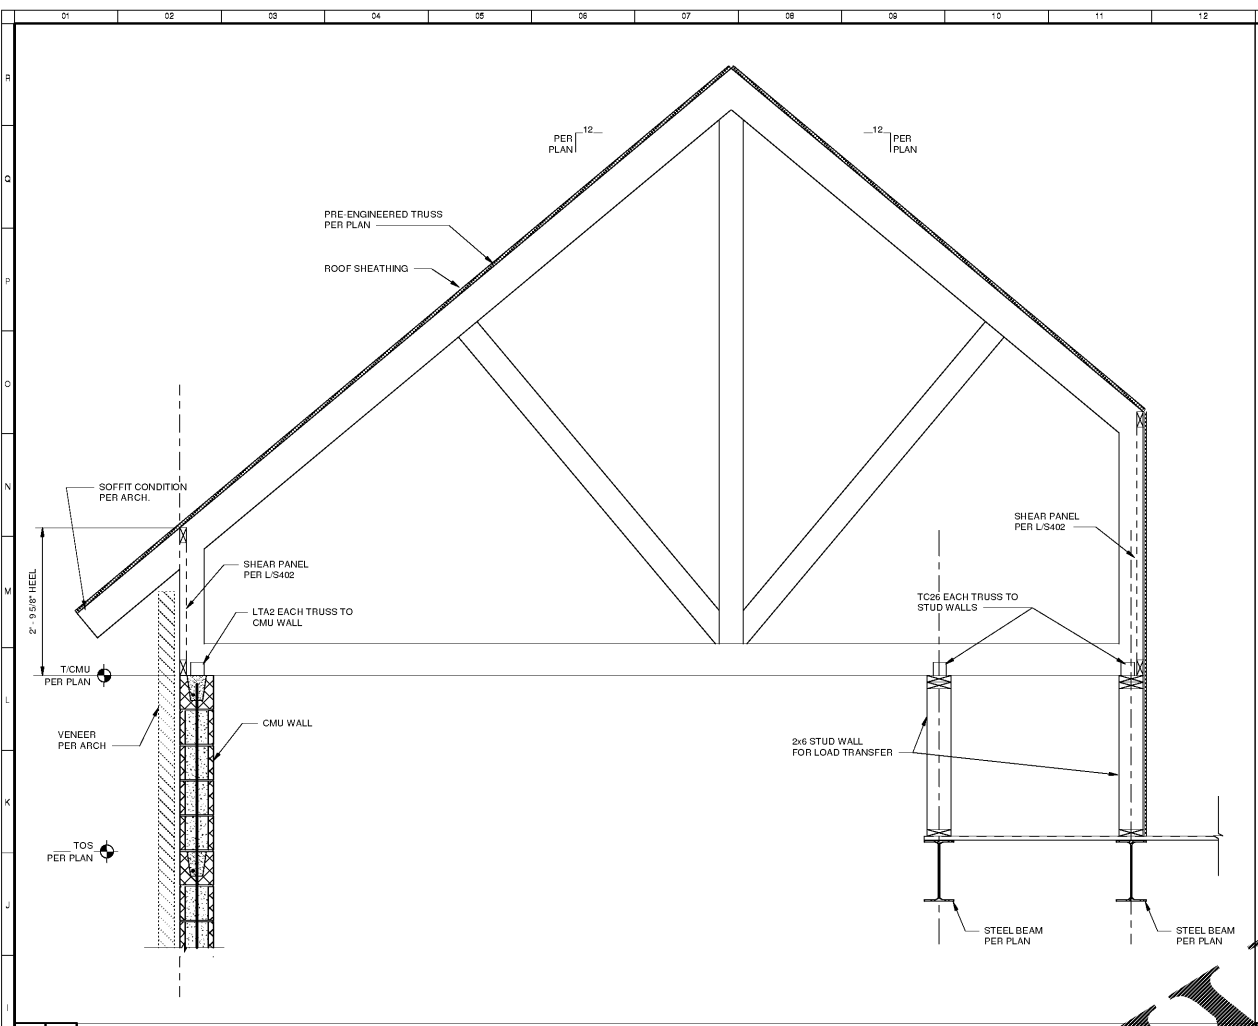 01 02 03 04 05 06 07 08 09 10 11 12
R
12
PER
PLAN
12
PER
PLAN
Q
PRE-ENGINEERED TRUSS
PER PLAN
ROOF SHEATHING
P
O
N
SOFFIT CONDITION
PER ARCH.
SHEAR PANEL
PER L/S402
2' - 9 5/8" HEEL
M
SHEAR PANEL
PER L/S402
LTA2 EACH TRUSS TO
CMU WALL
TC26 EACH TRUSS TO
STUD WALLS
T/CMU
PER PLAN
L
VENEER
PER ARCH
CMU WALL
2x6 STUD WALL
FOR LOAD TRANSFER
K
TOS
PER PLAN
J
STEEL BEAM
PER PLAN
STEEL BEAM
PER PLAN
I